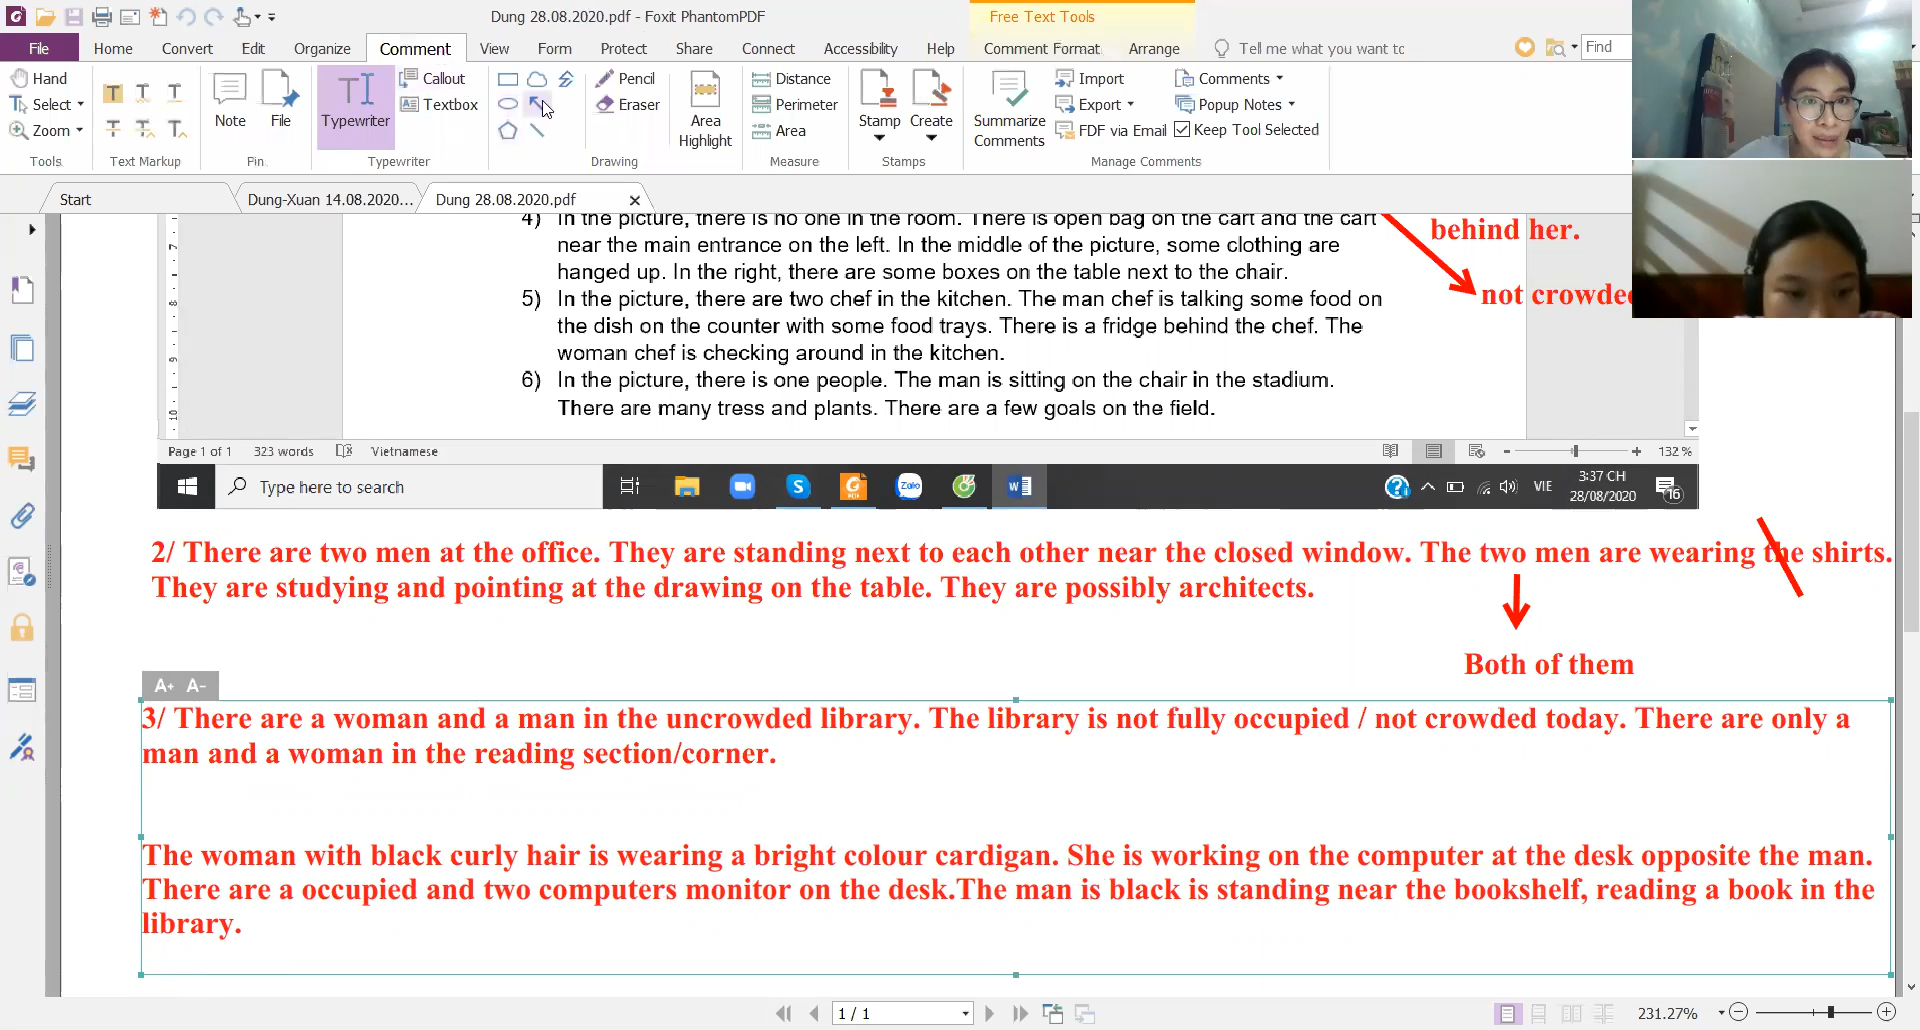 Dung 28.08.2020.pdf - Foxit PhantomPDF
Free Text Tools
File Home Convert Edit Organize Comment View Form Protect Share Connect Accessibility Help Comment Format Arrange Tell me what you want to Find
Hand
Select
Zoom
Tools
Text Markup
Note
File
Pin
Typewriter
Callout
Textbox
Typewriter
Pencil
Eraser
Drawing
Area
Highlight
Distance
Perimeter
Area
Measure
Stamp
Create
Stamps
Summarize
Comments
Import
Export
FDF via Email
Comments
Popup Notes
Keep Tool Selected
Manage Comments
Start Dung-Xuan 14.08.2020... Dung 28.08.2020.pdf
4) In the picture, there is no one in the room. There is open bag on the cart and the cart
near the main entrance on the left. In the middle of the picture, some clothing are
hanged up. In the right, there are some boxes on the table next to the chair.
5) In the picture, there are two chef in the kitchen. The man chef is talking some food on
the dish on the counter with some food trays. There is a fridge behind the chef. The
woman chef is checking around in the kitchen.
6) In the picture, there is one people. The man is sitting on the chair in the stadium.
There are many tress and plants. There are a few goals on the field.
behind her.
not crowded
7
8
9
10
Page 1 of 1 323 words Vietnamese 132 %
Type here to search
Zalo
VIE
3:37 CH
28/08/2020
16
2/ There are two men at the office. They are standing next to each other near the closed window. The two men are wearing the shirts.
They are studying and pointing at the drawing on the table. They are possibly architects.
Both of them
A+ A-
3/ There are a woman and a man in the uncrowded library. The library is not fully occupied / not crowded today. There are only a
man and a woman in the reading section/corner.
The woman with black curly hair is wearing a bright colour cardigan. She is working on the computer at the desk opposite the man.
There are a occupied and two computers monitor on the desk.The man is black is standing near the bookshelf, reading a book in the
library.
1 / 1
231.27%